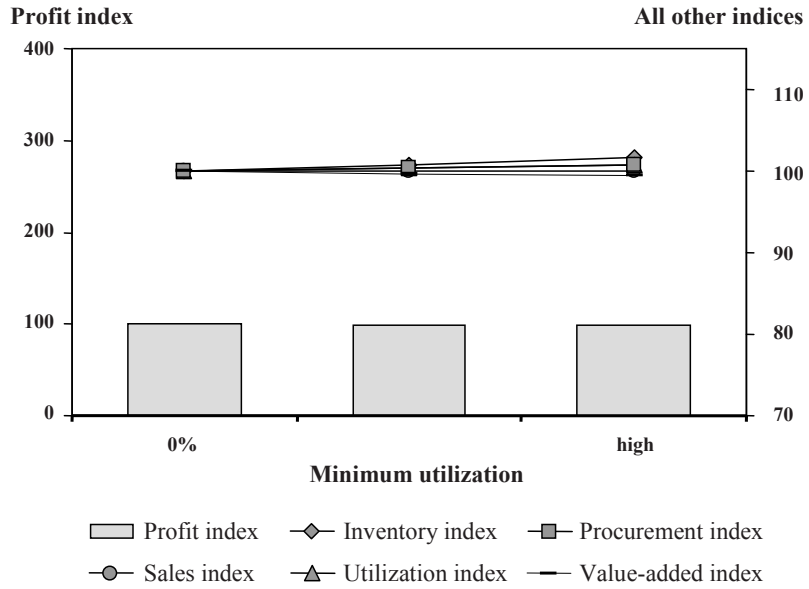 Profit index All other indices
400
300
200
100
0
110
100
90
80
70
0% high
Minimum utilization
Profit index Inventory index Procurement index
Sales index Utilization index Value-added index